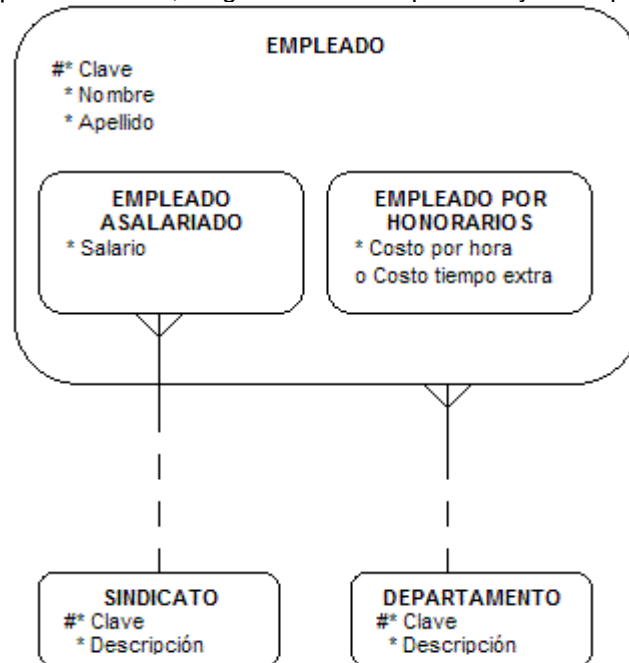 EMPLEADO
#* Clave
* Nombre
* Apellido
EMPLEADO
ASALARIADO
* Salario
EMPLEADO POR
HONORARIOS
* Costo por hora
o Costo tiempo extra
SINDICATO
#* Clave
* Descripción
DEPARTAMENTO
#* Clave
* Descripción